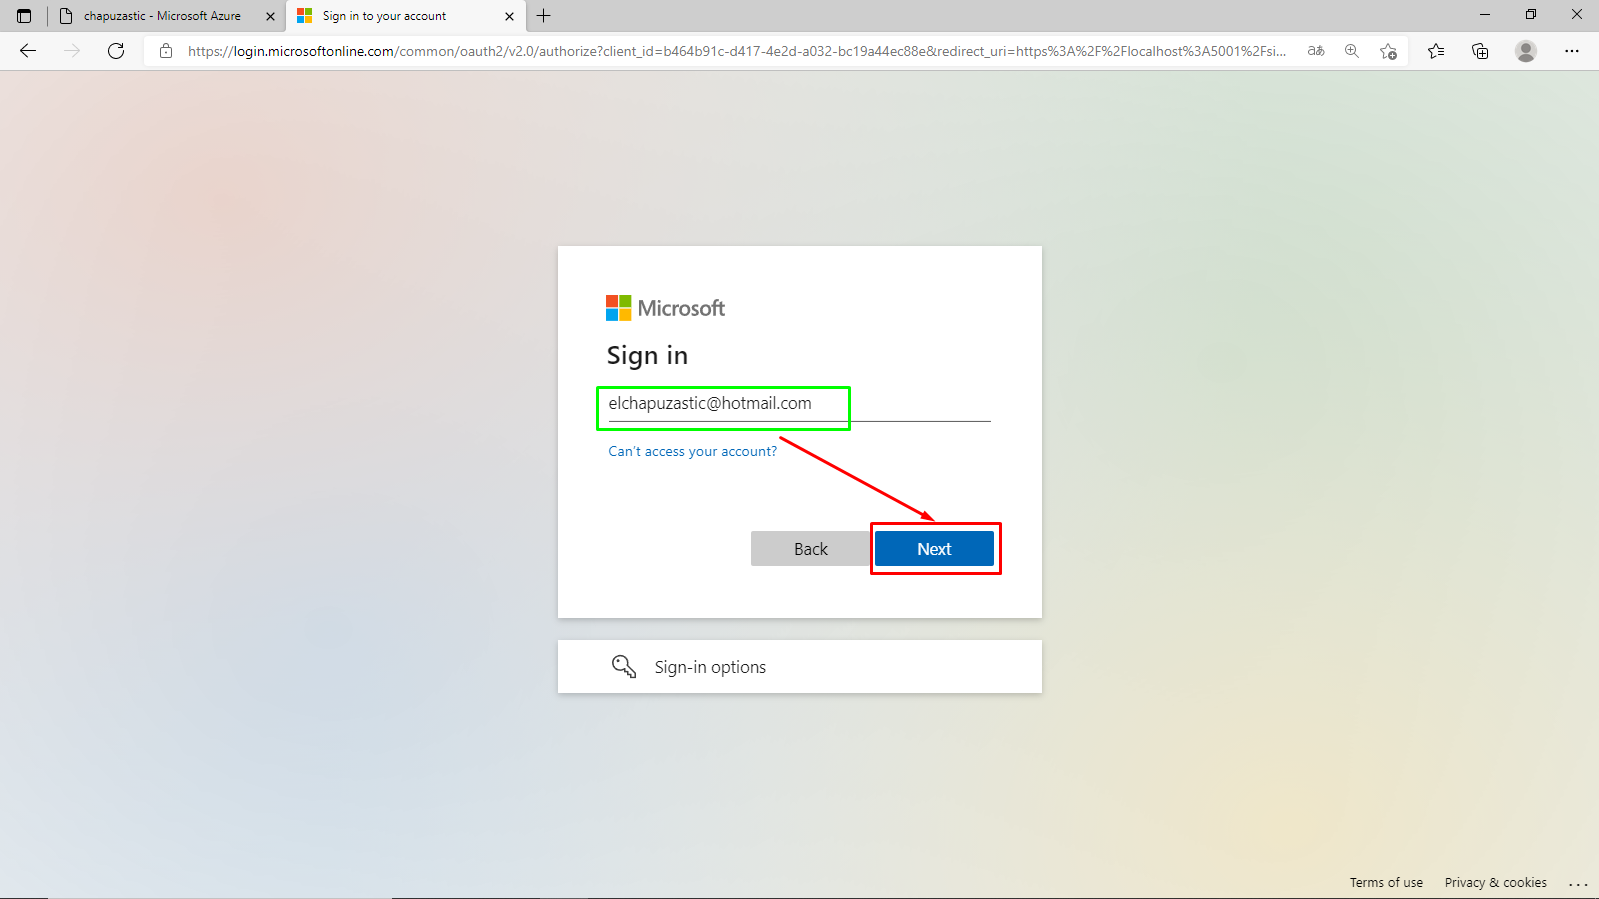 chapuzastic - Microsoft Azure
Sign in to your account
https://login.microsoftonline.com/common/oauth2/v2.0/authorize?client_id=b464b91c-d417-4e2d-a032-bc19a44ec88e&redirect_uri=https%3A%2F%2Flocalhost%3A5001%2Fsi...
aあ
Microsoft
Sign in
elchapuzastic@hotmail.com
Can't access your account?
Back
Next
Sign-in options
Terms of use
Privacy & cookies
...